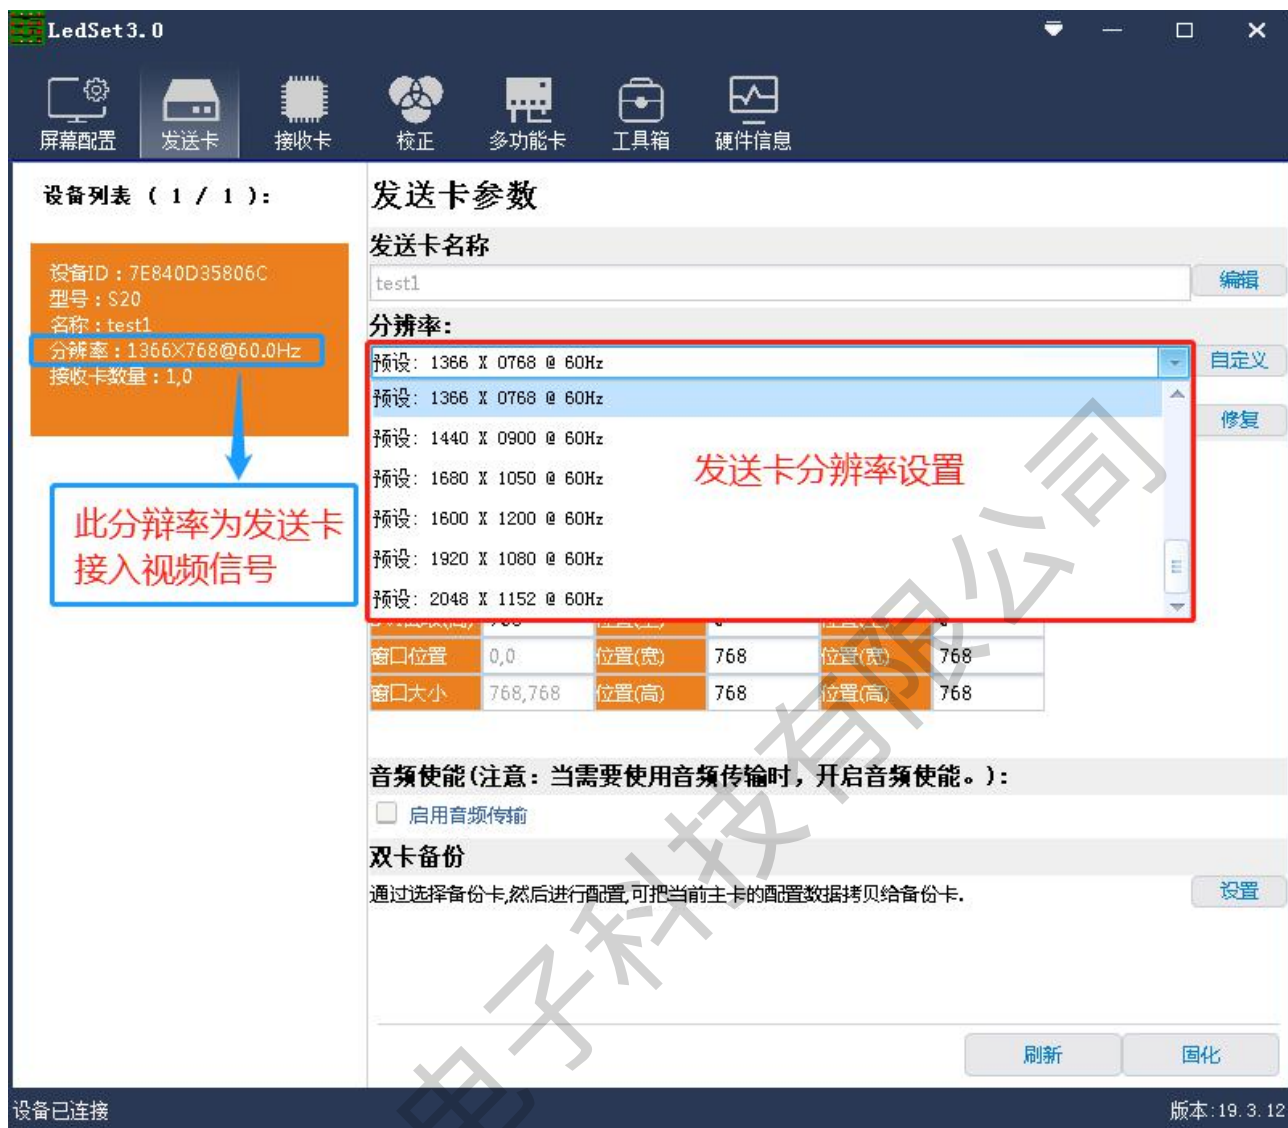 LedSet3.0
屏幕配置 发送卡 接收卡 校正 多功能卡 工具箱 硬件信息
设备列表 ( 1 / 1 ):
设备ID：7E840D35806C
型号：S20
名称：test1
分辨率：1366X768@60.0Hz
接收卡数量：1,0
此分辩率为发送卡
接入视频信号
发送卡参数
发送卡名称
test1 编辑
分辨率:
预设: 1366 X 0768 @ 60Hz 自定义
预设: 1366 X 0768 @ 60Hz
修复
预设: 1440 X 0900 @ 60Hz
预设: 1680 X 1050 @ 60Hz
发送卡分辨率设置
预设: 1600 X 1200 @ 60Hz
预设: 1920 X 1080 @ 60Hz
预设: 2048 X 1152 @ 60Hz
窗口位置 0,0 位置(宽) 768 位置(宽) 768
窗口大小 768,768 位置(高) 768 位置(高) 768
音频使能(注意：当需要使用音频传输时，开启音频使能。):
启用音频传输
双卡备份
通过选择备份卡,然后进行配置,可把当前主卡的配置数据拷贝给备份卡. 设置
刷新 固化
设备已连接 版本:19.3.12
电子科技有限公司